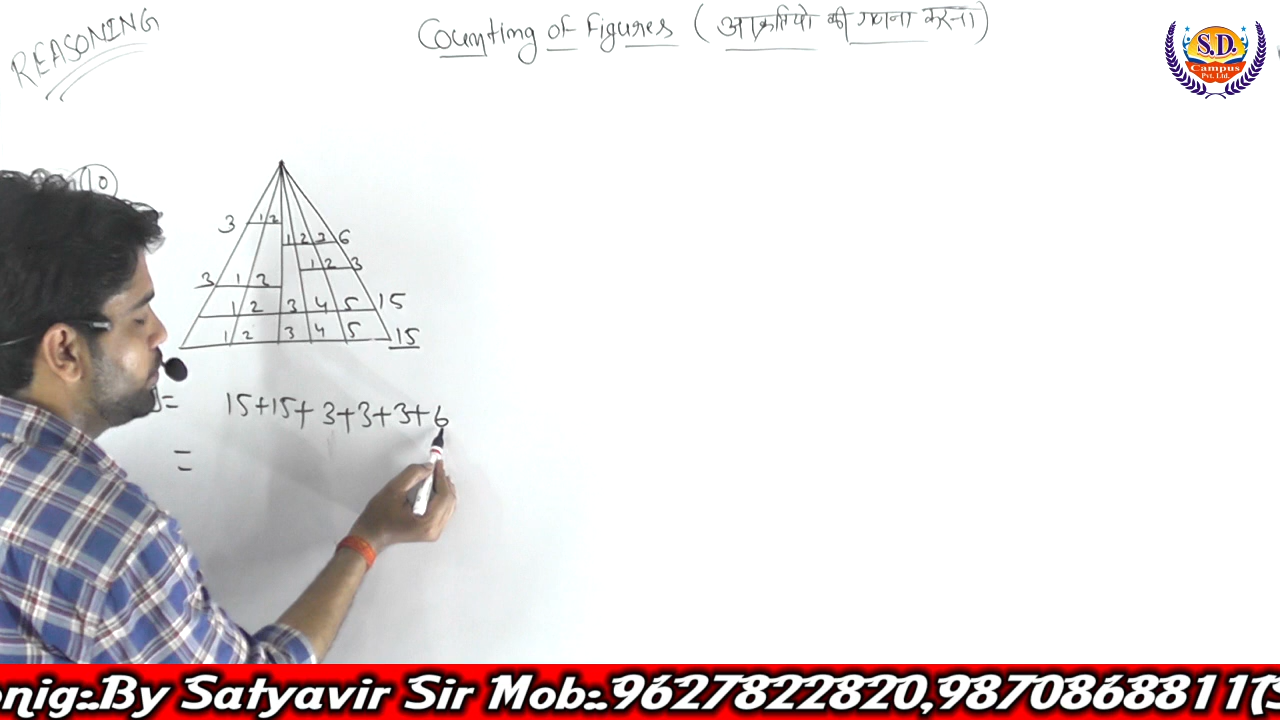 REASONING
Counting of Figures (आकृतियो की गणना करना)
S.D.
Campus
Pvt. Ltd.
10
3 1 2
1 2 3 6
1 2 3
3 1 2
1 2 3 4 5 15
1 2 3 4 5 15
= 15+15+3+3+3+6
=
By Satyavir Sir Mob:.9627822820,9870868811